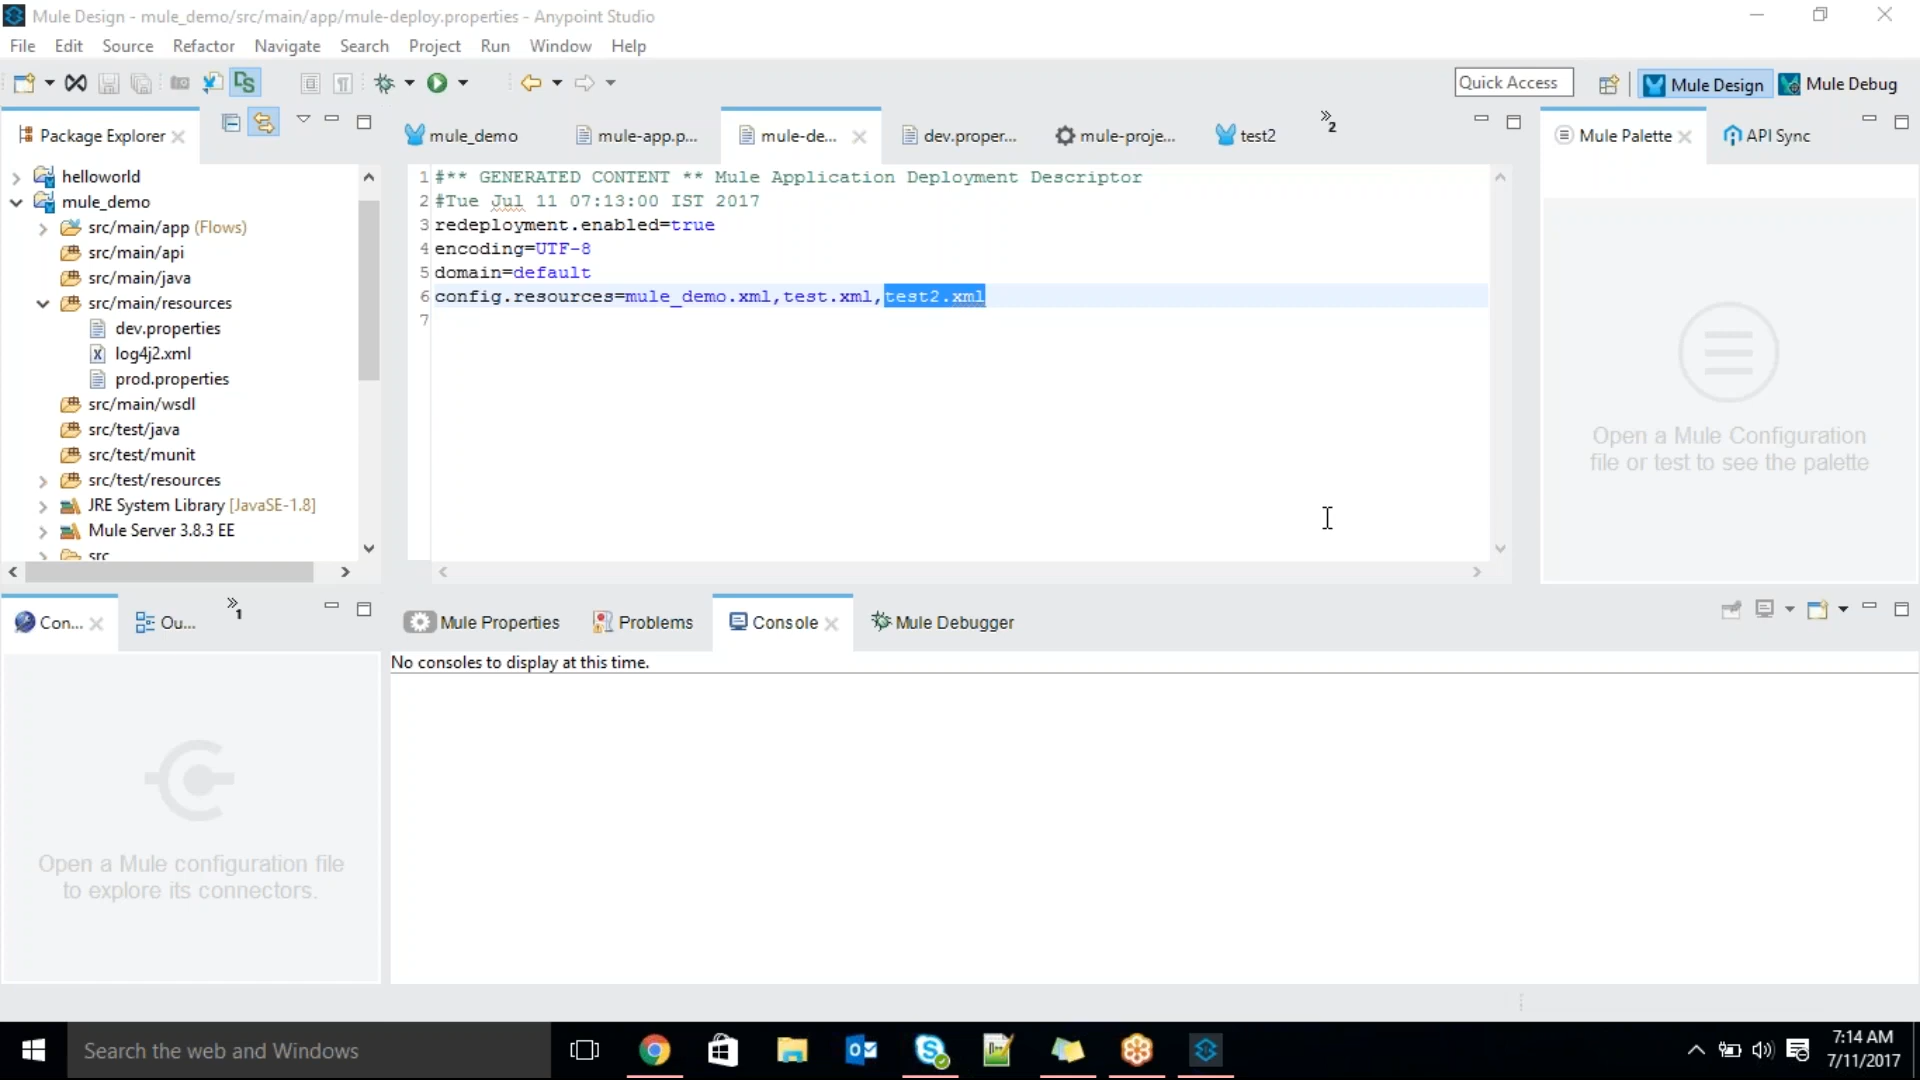 Mule Design - mule_demo/src/main/app/mule-deploy.properties - Anypoint Studio
File Edit Source Refactor Navigate Search Project Run Window Help
Quick Access
Mule Design
Mule Debug
Package Explorer
mule_demo
mule-app.p...
mule-de...
dev.proper...
mule-proje...
test2
2
Mule Palette
API Sync
helloworld
mule_demo
src/main/app (Flows)
src/main/api
src/main/java
src/main/resources
dev.properties
log4j2.xml
prod.properties
src/main/wsdl
src/test/java
src/test/munit
src/test/resources
JRE System Library [JavaSE-1.8]
Mule Server 3.8.3 EE
src
1 #** GENERATED CONTENT ** Mule Application Deployment Descriptor
2 #Tue Jul 11 07:13:00 IST 2017
3 redeployment.enabled=true
4 encoding=UTF-8
5 domain=default
6 config.resources=mule_demo.xml,test.xml,test2.xml
7
Open a Mule Configuration
file or test to see the palette
Con...
Ou...
1
Mule Properties
Problems
Console
Mule Debugger
No consoles to display at this time.
Open a Mule configuration file
to explore its connectors.
Search the web and Windows
7:14 AM
7/11/2017